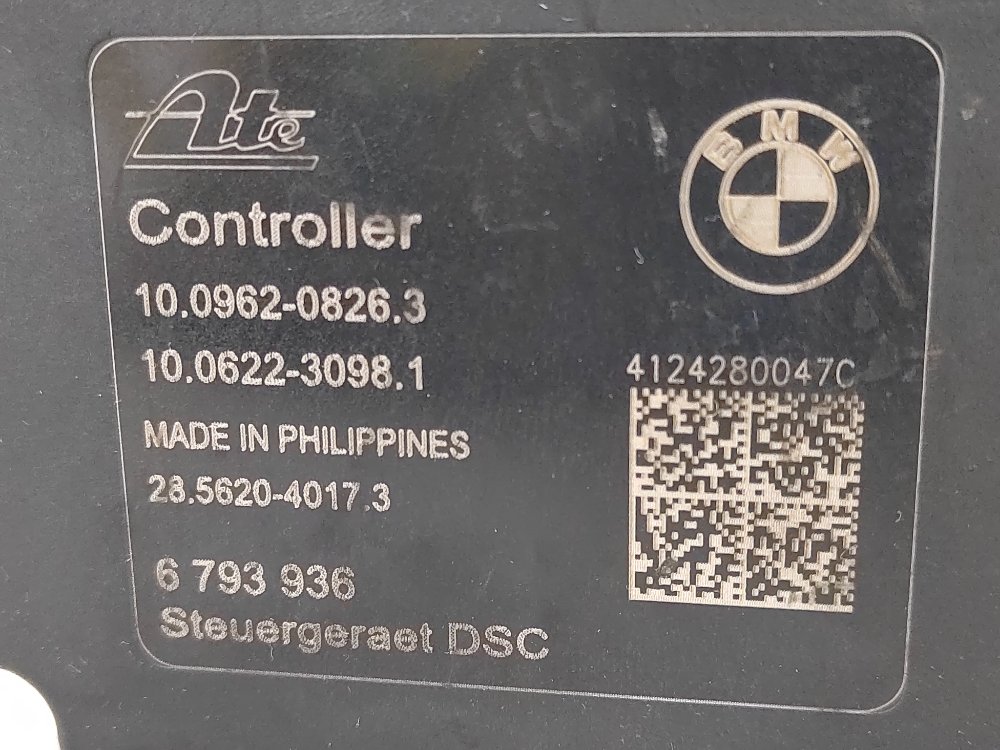 Ate
BMW
Controller
10.0962-0826.3
10.0622-3098.1
4124280047C
MADE IN PHILIPPINES
28.5620-4017.3
6 793 936
Steuergeraet DSC